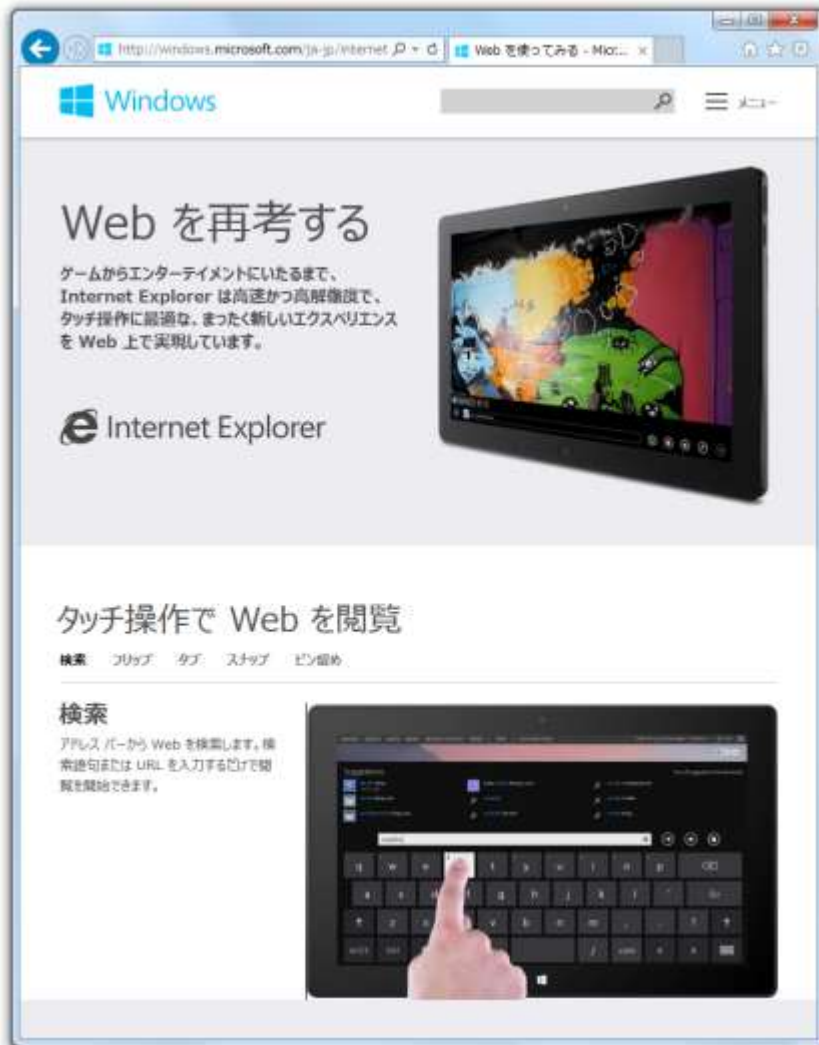 http://windows.microsoft.com/ja-jp/internet
Web を使ってみる - Micr...
Windows
メニュー
Web を再考する
ゲームからエンターテイメントにいたるまで、
Internet Explorer は高速かつ高解像度で、
タッチ操作に最適な、まったく新しいエクスペリエンス
を Web 上で実現しています。
Internet Explorer
タッチ操作で Web を閲覧
検索 フリップ タブ スナップ ピン留め
検索
アドレス バーから Web を検索します。検
索語句または URL を入力するだけで閲
覧を開始できます。
q w e t y u i o p
a s d f g h j k l
z x b n m